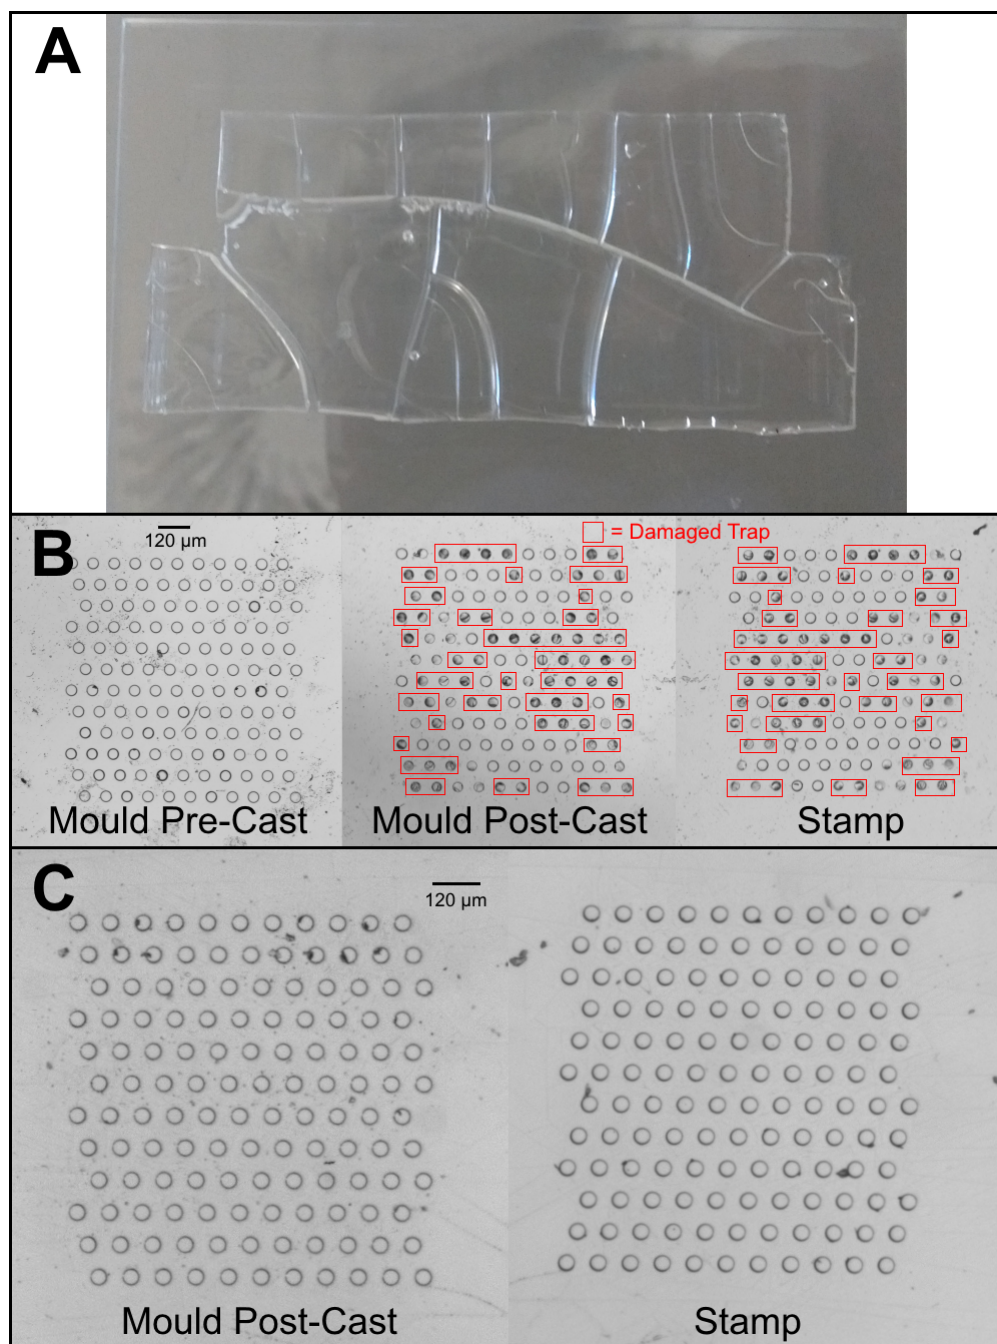 A
B
120 µm
= Damaged Trap
Mould Pre-Cast
Mould Post-Cast
Stamp
C
120 µm
Mould Post-Cast
Stamp